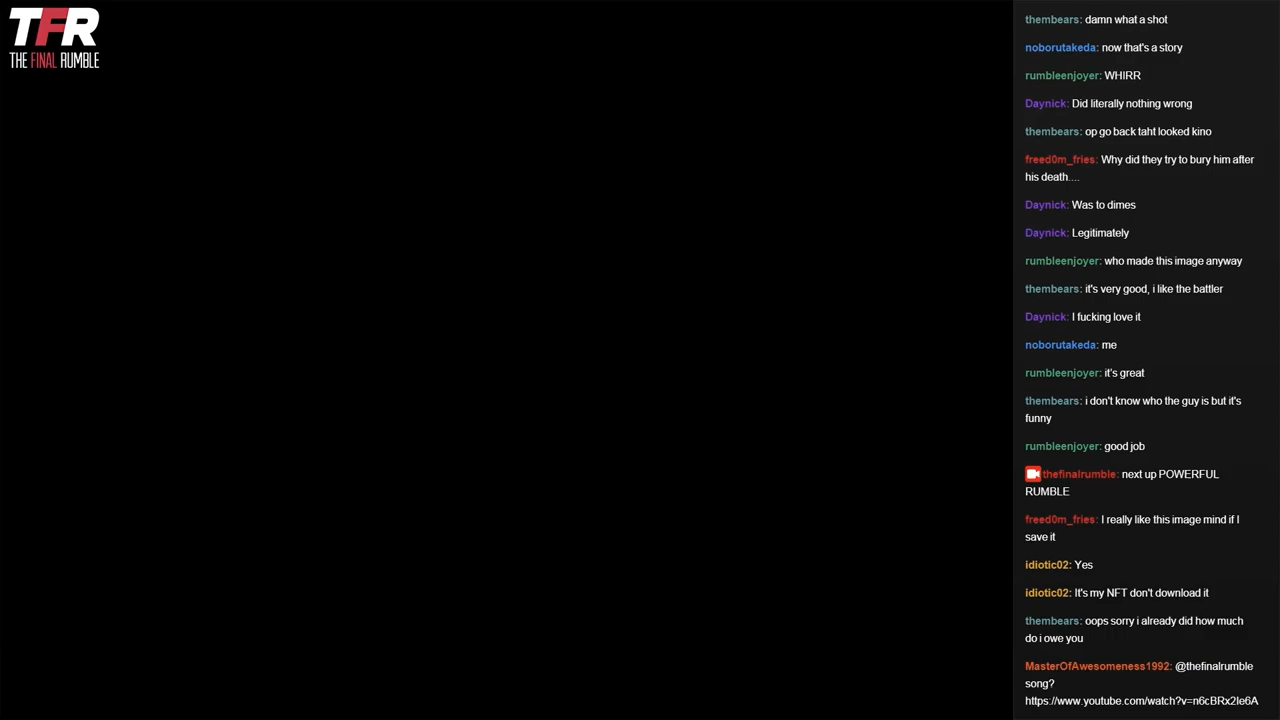 TFR
THE FINAL RUMBLE
thembears: damn what a shot
noborutakeda: now that's a story
rumbleenjoyer: WHIRR
Daynick: Did literally nothing wrong
thembears: op go back taht looked kino
freed0m_fries: Why did they try to bury him after
his death....
Daynick: Was to dimes
Daynick: Legitimately
rumbleenjoyer: who made this image anyway
thembears: it's very good, i like the battler
Daynick: I fucking love it
noborutakeda: me
rumbleenjoyer: it's great
thembears: i don't know who the guy is but it's
funny
rumbleenjoyer: good job
thefinalrumble: next up POWERFUL
RUMBLE
freed0m_fries: I really like this image mind if I
save it
idiotic02: Yes
idiotic02: It's my NFT don't download it
thembears: oops sorry i already did how much
do i owe you
MasterOfAwesomeness1992: @thefinalrumble
song?
https://www.youtube.com/watch?v=n6cBRx2le6A